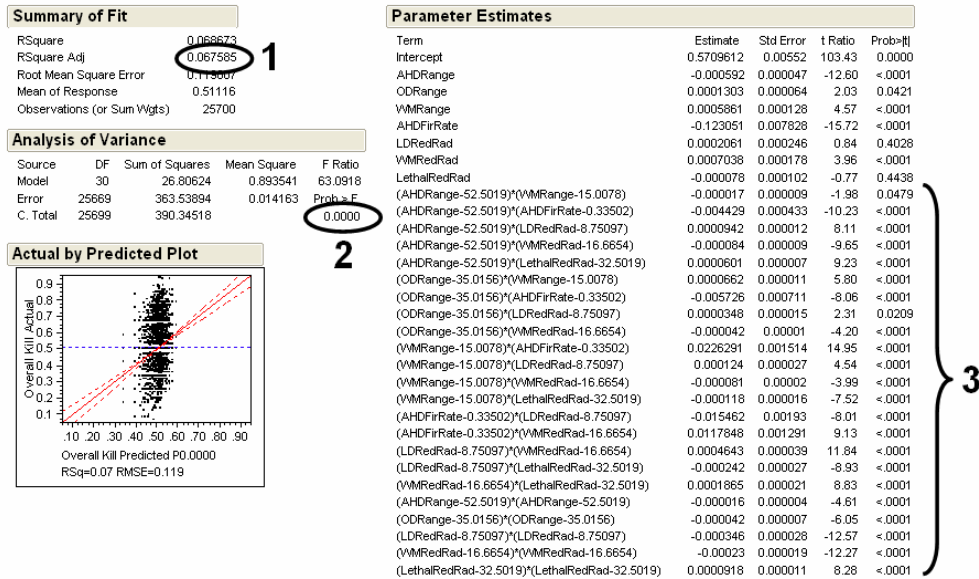 Summary of Fit
RSquare 0.068673
RSquare Adj 0.067585
Root Mean Square Error
Mean of Response 0.51116
Observations (or Sum Wgts) 25700
1
Analysis of Variance
Source DF Sum of Squares Mean Square F Ratio
Model 30 26.80624 0.893541 63.0918
Error 25669 363.53894 0.014163 Prob > F
C. Total 25699 390.34518 0.0000
2
Actual by Predicted Plot
Overall Kill Actual
0.9
0.8
0.7
0.6
0.5
0.4
0.3
0.2
0.1
.10 .20 .30 .40 .50 .60 .70 .80 .90
Overall Kill Predicted P0.0000
RSq=0.07 RMSE=0.119
Parameter Estimates
Term Estimate Std Error t Ratio Prob>|t|
Intercept 0.5709612 0.00552 103.43 0.0000
AHDRange -0.000592 0.000047 -12.60 <.0001
ODRange 0.0001303 0.000064 2.03 0.0421
WMRange 0.0005861 0.000128 4.57 <.0001
AHDFirRate -0.123051 0.007828 -15.72 <.0001
LDRedRad 0.0002061 0.000246 0.84 0.4028
WMRedRad 0.0007038 0.000178 3.96 <.0001
LethalRedRad -0.000078 0.000102 -0.77 0.4438
(AHDRange-52.5019)*(WMRange-15.0078) -0.000017 0.000009 -1.98 0.0479
(AHDRange-52.5019)*(AHDFirRate-0.33502) -0.004429 0.000433 -10.23 <.0001
(AHDRange-52.5019)*(LDRedRad-8.75097) 0.0000942 0.000012 8.11 <.0001
(AHDRange-52.5019)*(WMRedRad-16.6654) -0.000084 0.000009 -9.65 <.0001
(AHDRange-52.5019)*(LethalRedRad-32.5019) 0.0000601 0.000007 9.23 <.0001
(ODRange-35.0156)*(WMRange-15.0078) 0.0000662 0.000011 5.80 <.0001
(ODRange-35.0156)*(AHDFirRate-0.33502) -0.005726 0.000711 -8.06 <.0001
(ODRange-35.0156)*(LDRedRad-8.75097) 0.0000348 0.000015 2.31 0.0209
(ODRange-35.0156)*(WMRedRad-16.6654) -0.000042 0.00001 -4.20 <.0001
(WMRange-15.0078)*(AHDFirRate-0.33502) 0.0226291 0.001514 14.95 <.0001
(WMRange-15.0078)*(LDRedRad-8.75097) 0.000124 0.000027 4.54 <.0001
(WMRange-15.0078)*(WMRedRad-16.6654) -0.000081 0.00002 -3.99 <.0001
(WMRange-15.0078)*(LethalRedRad-32.5019) -0.000118 0.000016 -7.52 <.0001
(AHDFirRate-0.33502)*(LDRedRad-8.75097) -0.015462 0.00193 -8.01 <.0001
(AHDFirRate-0.33502)*(WMRedRad-16.6654) 0.0117848 0.001291 9.13 <.0001
(LDRedRad-8.75097)*(WMRedRad-16.6654) 0.0004643 0.000039 11.84 <.0001
(LDRedRad-8.75097)*(LethalRedRad-32.5019) -0.000242 0.000027 -8.93 <.0001
(WMRedRad-16.6654)*(LethalRedRad-32.5019) 0.0001865 0.000021 8.83 <.0001
(AHDRange-52.5019)*(AHDRange-52.5019) -0.000016 0.000004 -4.61 <.0001
(ODRange-35.0156)*(ODRange-35.0156) -0.000042 0.000007 -6.05 <.0001
(LDRedRad-8.75097)*(LDRedRad-8.75097) -0.000346 0.000028 -12.57 <.0001
(WMRedRad-16.6654)*(WMRedRad-16.6654) -0.00023 0.000019 -12.27 <.0001
(LethalRedRad-32.5019)*(LethalRedRad-32.5019) 0.0000918 0.000011 8.28 <.0001
3